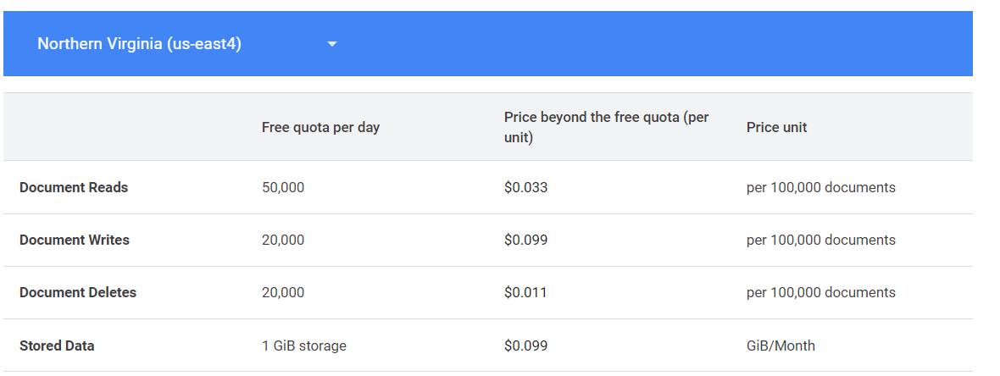 Northern Virginia (us-east4)
Free quota per day
Price beyond the free quota (per
unit)
Price unit
Document Reads 50,000 $0.033 per 100,000 documents
Document Writes 20,000 $0.099 per 100,000 documents
Document Deletes 20,000 $0.011 per 100,000 documents
Stored Data 1 GiB storage $0.099 GiB/Month